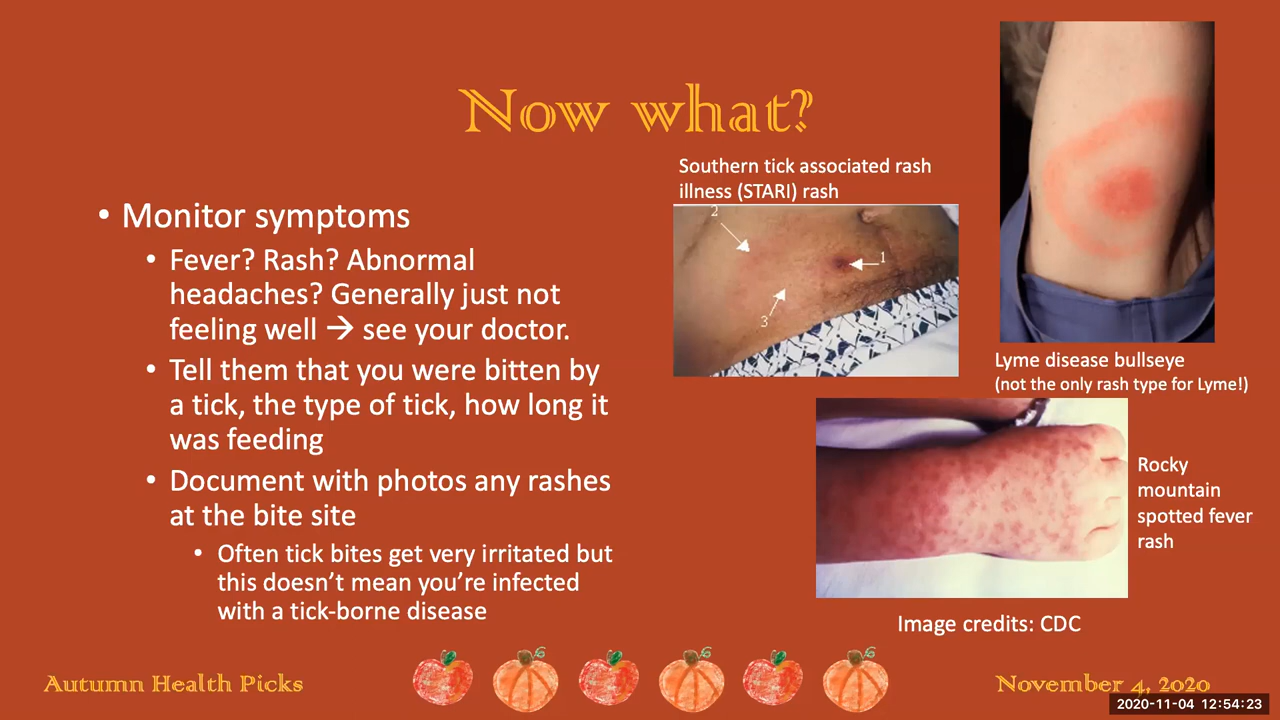 Now what?
• Monitor symptoms
• Fever? Rash? Abnormal
headaches? Generally just not
feeling well → see your doctor.
• Tell them that you were bitten by
a tick, the type of tick, how long it
was feeding
• Document with photos any rashes
at the bite site
• Often tick bites get very irritated but
this doesn't mean you're infected
with a tick-borne disease
Southern tick associated rash
illness (STARI) rash
2
1
3
Lyme disease bullseye
(not the only rash type for Lyme!)
Rocky
mountain
spotted fever
rash
Image credits: CDC
Autumn Health Picks
November 4, 2020
2020-11-04 12:54:23